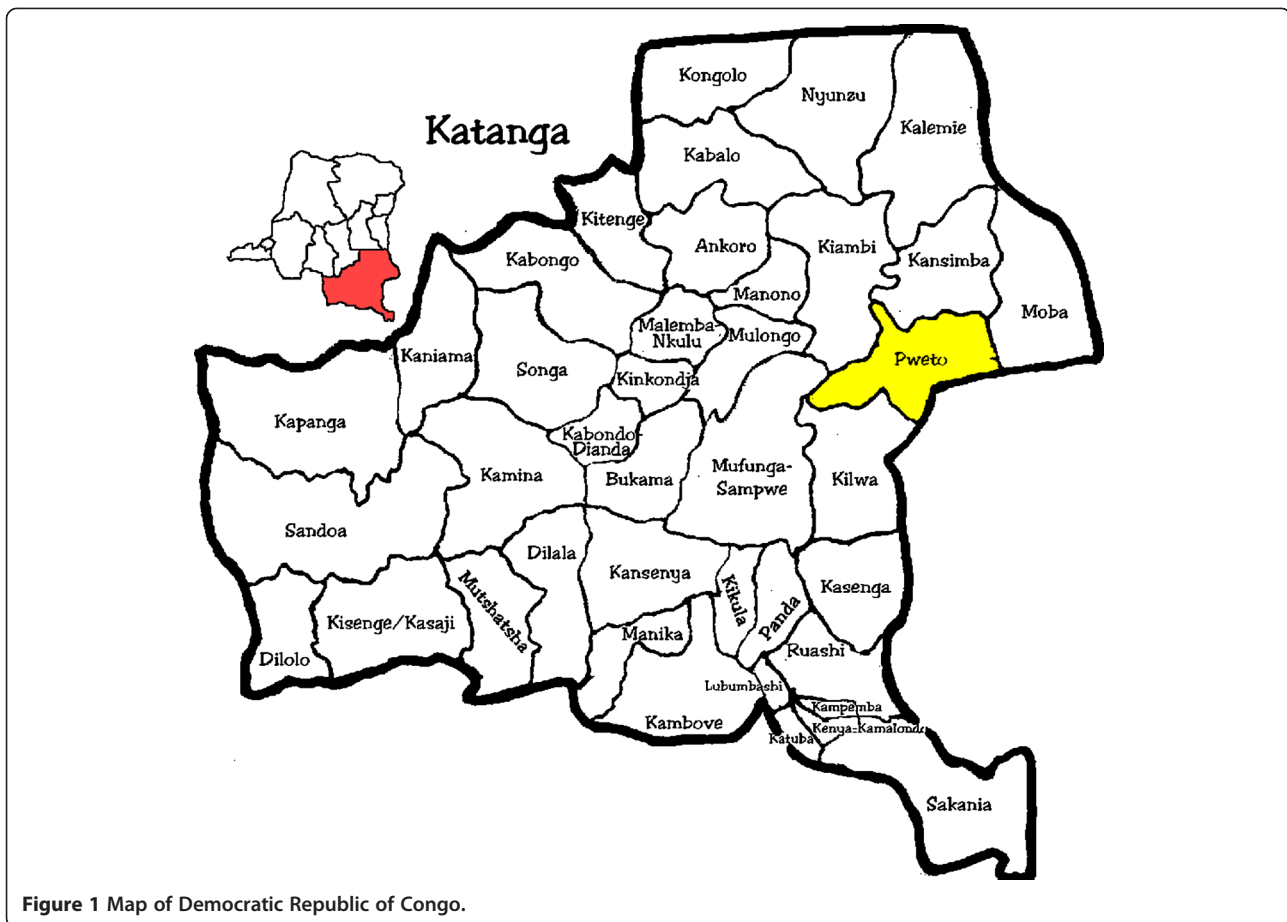 Katanga
Kongolo
Nyunzu
Kalemie
Kabalo
Kitenge
Ankoro
Kiambi
Kansimba
Kabongo
Manono
Moba
Malemba-
Nkulu
Mulongo
Kaniama
Songa
Pweto
Kinkondja
Kapanga
Kabondo-
Dianda
Kamina
Bukama
Mufunga-
Sampwe
Kilwa
Sandoa
Dilala
Kansenya
Kikula
Panda
Kasenga
Mutshatsha
Kisenge/Kasaji
Manika
Dilolo
Ruashi
Lubumbashi
Kampemba
Kambove
Kenya-Kamalonde
Katuba
Sakania
Figure 1 Map of Democratic Republic of Congo.